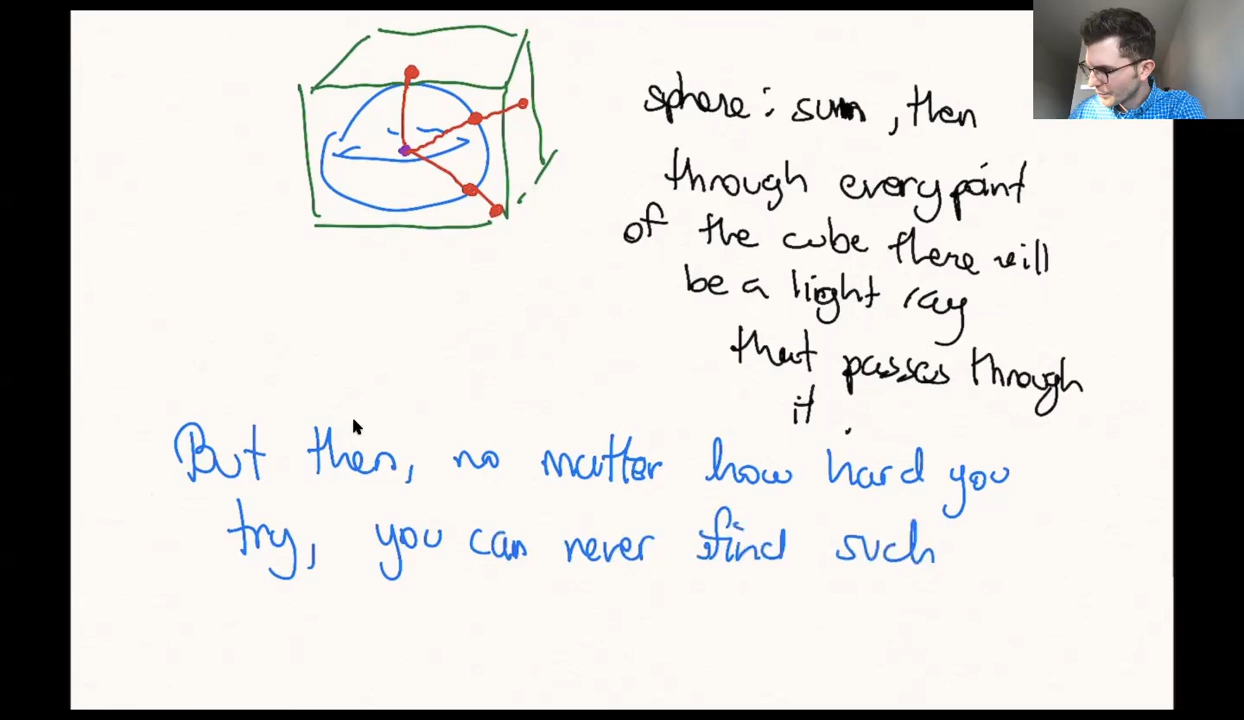 sphere: sun, then
through every point
of the cube there will
be a light ray
that passes through
it.
But then, no matter how hard you
try, you can never find such